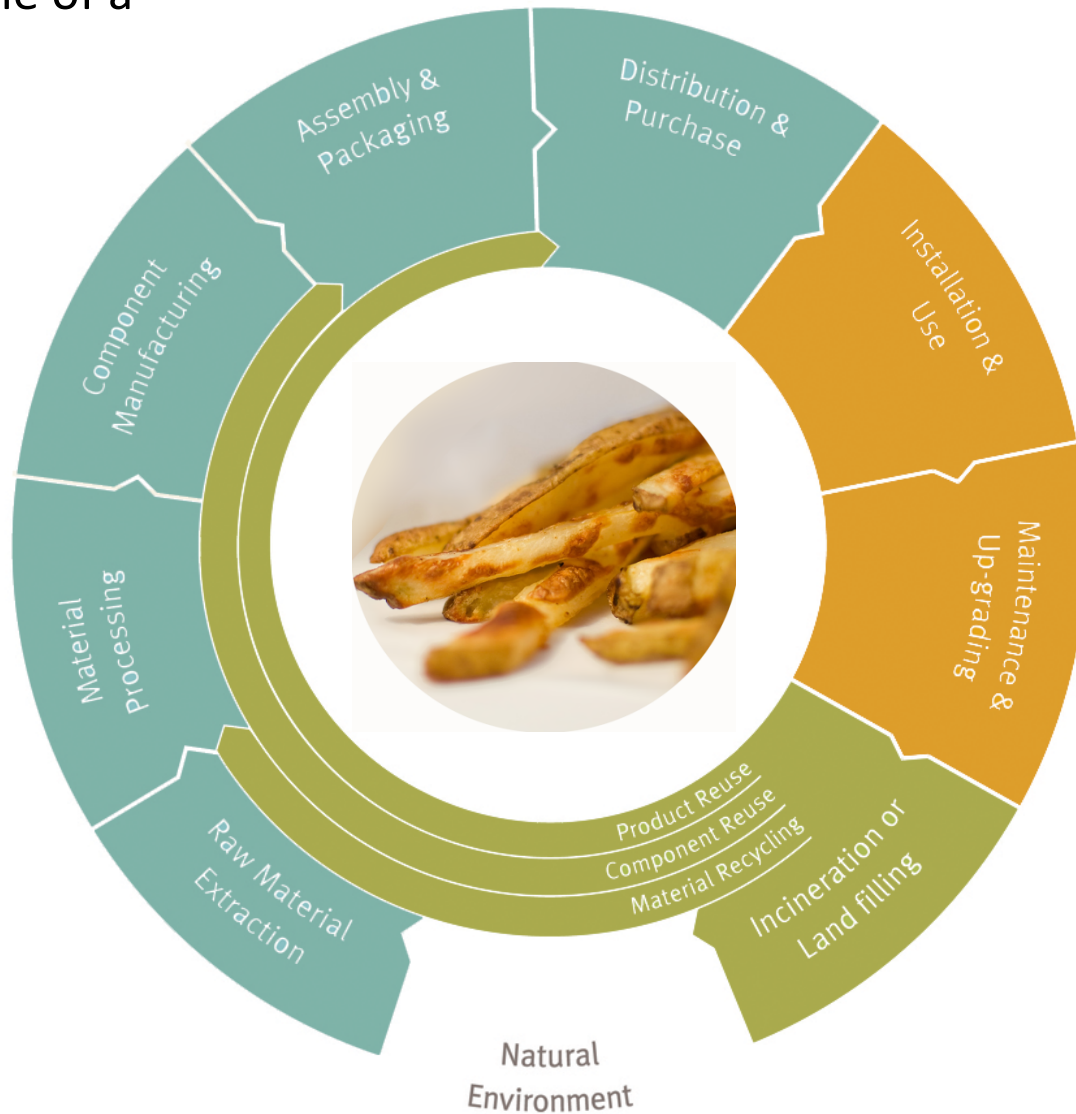 Assembly &
Packaging
Distribution &
Purchase
Installation &
Use
Maintenance &
Up-grading
Incineration or
Land filling
Product Reuse
Component Reuse
Material Recycling
Raw Material
Extraction
Material
Processing
Component
Manufacturing
Natural
Environment